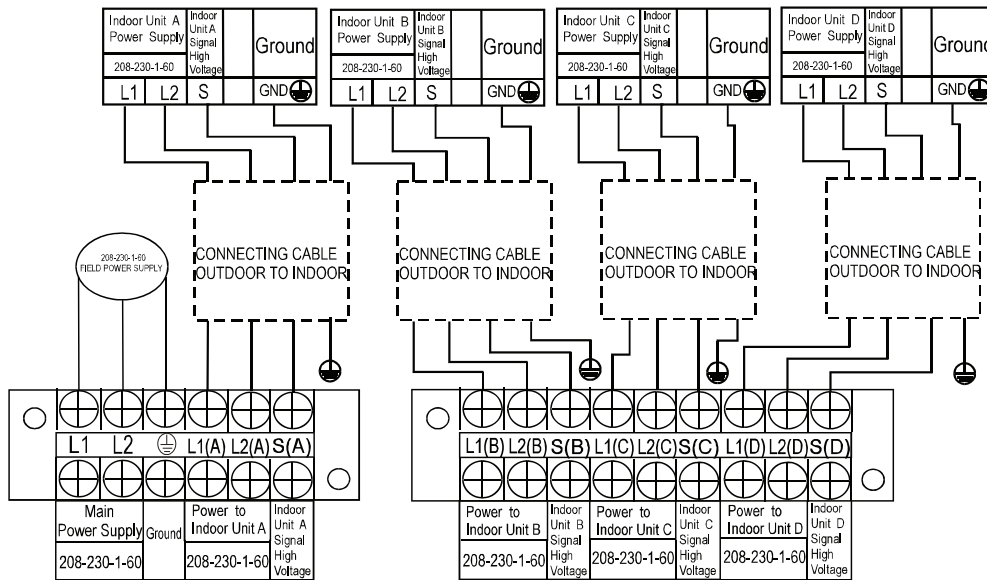 Indoor Unit A
Power Supply
208-230-1-60
Indoor
Unit A
Signal
High
Voltage
Ground
L1 L2 S GND
Indoor Unit B
Power Supply
208-230-1-60
Indoor
Unit B
Signal
High
Voltage
Ground
L1 L2 S GND
Indoor Unit C
Power Supply
208-230-1-60
Indoor
Unit C
Signal
High
Voltage
Ground
L1 L2 S GND
Indoor Unit D
Power Supply
208-230-1-60
Indoor
Unit D
Signal
High
Voltage
Ground
L1 L2 S GND
208-230-1-60
FIELD POWER SUPPLY
CONNECTING CABLE
OUTDOOR TO INDOOR
CONNECTING CABLE
OUTDOOR TO INDOOR
CONNECTING CABLE
OUTDOOR TO INDOOR
CONNECTING CABLE
OUTDOOR TO INDOOR
L1 L2 L1(A) L2(A) S(A)
Main
Power Supply
208-230-1-60
Ground
Power to
Indoor Unit A
208-230-1-60
Indoor
Unit A
Signal
High
Voltage
L1(B) L2(B) S(B) L1(C) L2(C) S(C) L1(D) L2(D) S(D)
Power to
Indoor Unit B
208-230-1-60
Indoor
Unit B
Signal
High
Voltage
Power to
Indoor Unit C
208-230-1-60
Indoor
Unit C
Signal
High
Voltage
Power to
Indoor Unit D
208-230-1-60
Indoor
Unit D
Signal
High
Voltage